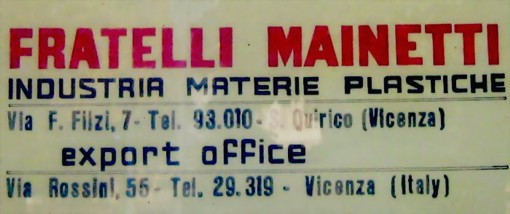 FRATELLI MAINETTI
INDUSTRIA MATERIE PLASTICHE
Via F. Filzi, 7- Tel. 93.010 - S. Quirico (Vicenza)
export office
Via Rossini, 55 - Tel. 29.319 - Vicenza (Italy)